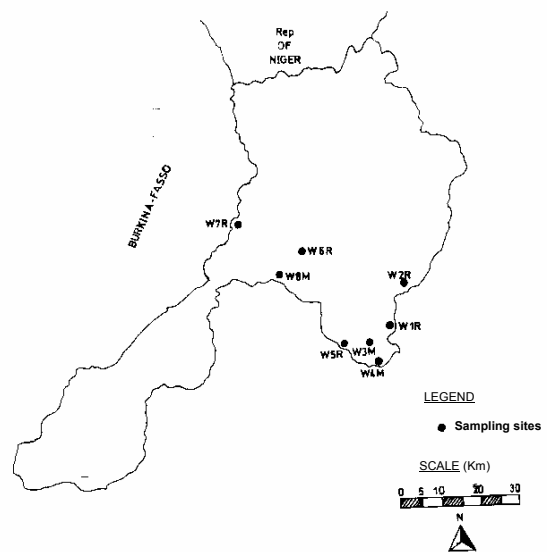 Rep
OF
NIGER
BURKINA-FASSO
W7R
W6R
W8M
W2R
W1R
W5R
W3M
W4M
LEGEND
Sampling sites
SCALE (Km)
0 5 10 20 30
N